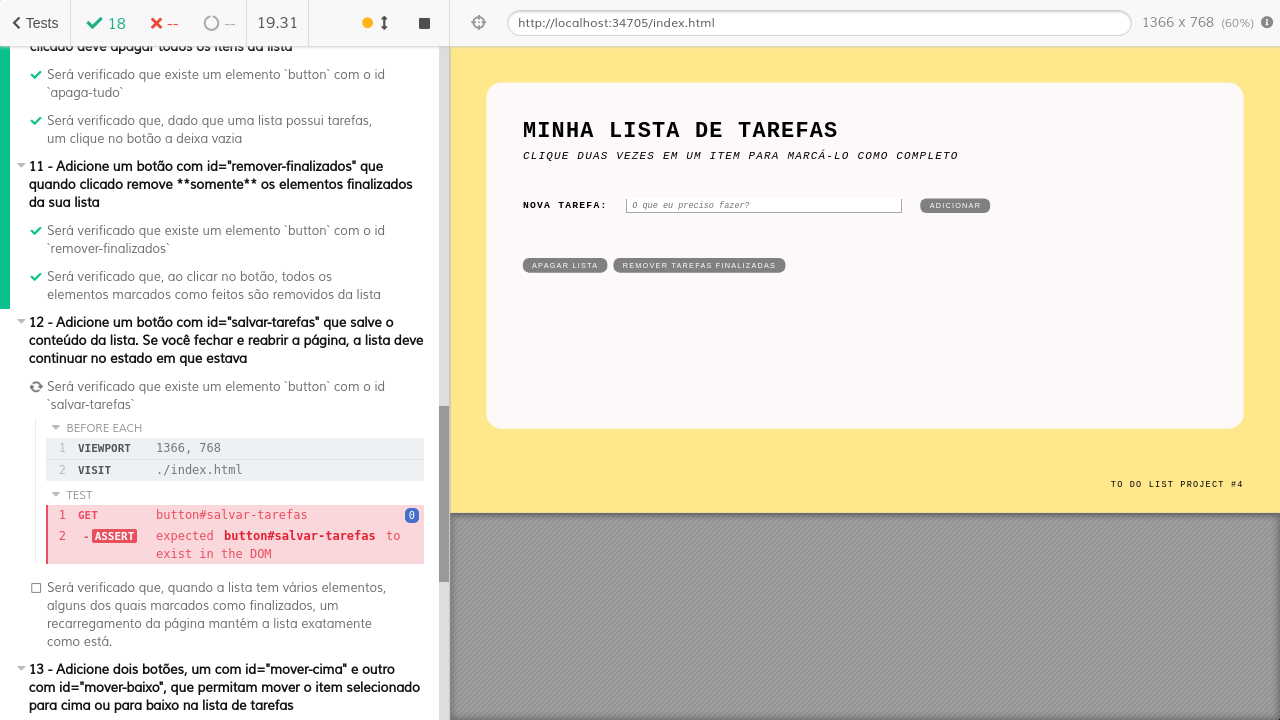 Tests
18
--
--
19.31
http://localhost:34705/index.html
1366 x 768 (60%)
clicado deve apagar todos os itens da lista
Será verificado que existe um elemento `button` com o id
`apaga-tudo`
Será verificado que, dado que uma lista possui tarefas,
um clique no botão a deixa vazia
11 - Adicione um botão com id="remover-finalizados" que
quando clicado remove **somente** os elementos finalizados
da sua lista
Será verificado que existe um elemento `button` com o id
`remover-finalizados`
Será verificado que, ao clicar no botão, todos os
elementos marcados como feitos são removidos da lista
12 - Adicione um botão com id="salvar-tarefas" que salve o
conteúdo da lista. Se você fechar e reabrir a página, a lista deve
continuar no estado em que estava
Será verificado que existe um elemento `button` com o id
`salvar-tarefas`
BEFORE EACH
1 VIEWPORT 1366, 768
2 VISIT ./index.html
TEST
1 GET button#salvar-tarefas 0
2 -ASSERT expected button#salvar-tarefas to
exist in the DOM
Será verificado que, quando a lista tem vários elementos,
alguns dos quais marcados como finalizados, um
recarregamento da página mantém a lista exatamente
como está.
13 - Adicione dois botões, um com id="mover-cima" e outro
com id="mover-baixo", que permitam mover o item selecionado
para cima ou para baixo na lista de tarefas
MINHA LISTA DE TAREFAS
CLIQUE DUAS VEZES EM UM ITEM PARA MARCÁ-LO COMO COMPLETO
NOVA TAREFA: O que eu preciso fazer? ADICIONAR
APAGAR LISTA REMOVER TAREFAS FINALIZADAS
TO DO LIST PROJECT #4